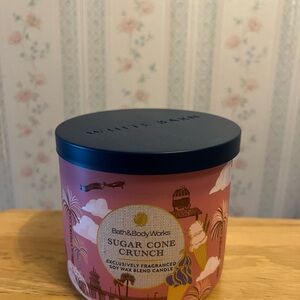 WHITE BARN
Bath&BodyWorks
SUGAR CONE
CRUNCH
EXCLUSIVELY FRAGRANCED
SOY WAX BLEND CANDLE